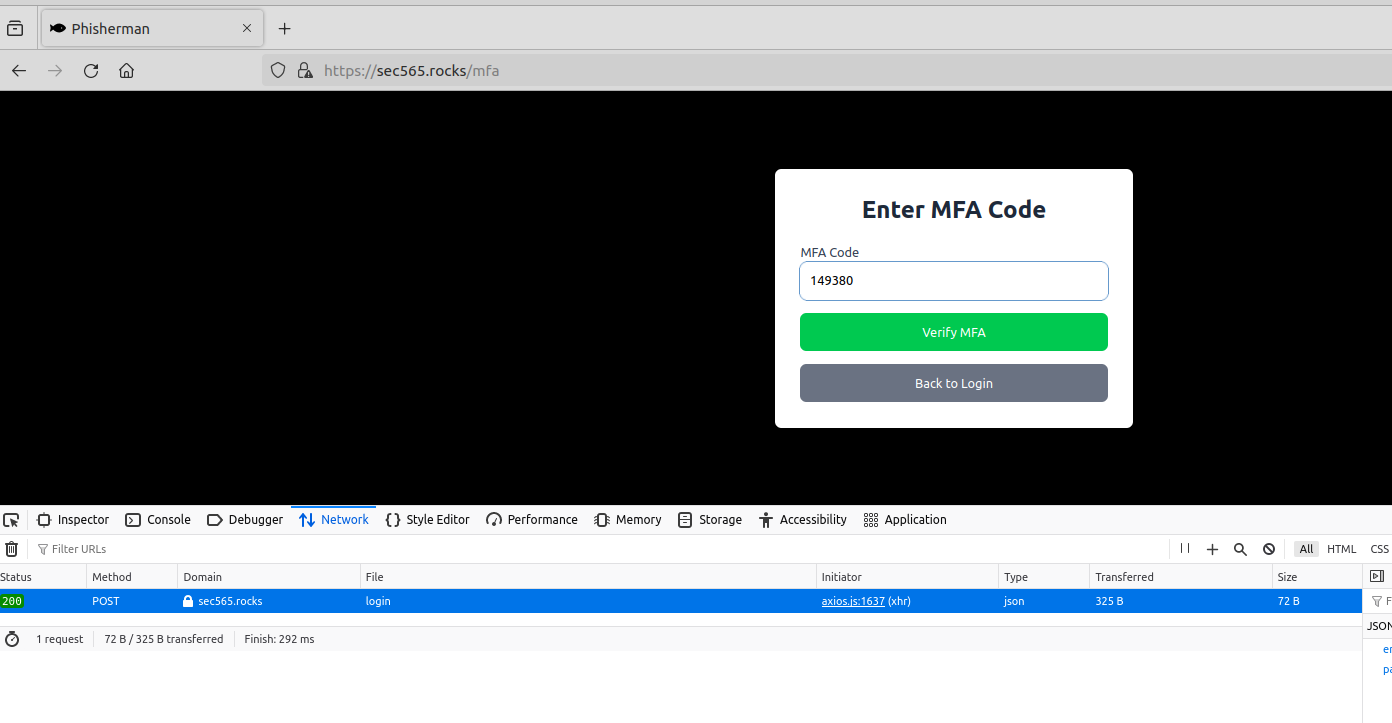 Phisherman
https://sec565.rocks/mfa
Enter MFA Code
MFA Code
149380
Verify MFA
Back to Login
Inspector Console Debugger Network Style Editor Performance Memory Storage Accessibility Application
Filter URLs All HTML CSS
Status Method Domain File Initiator Type Transferred Size
200 POST sec565.rocks login axios.js:1637 (xhr) json 325 B 72 B
1 request 72 B / 325 B transferred Finish: 292 ms